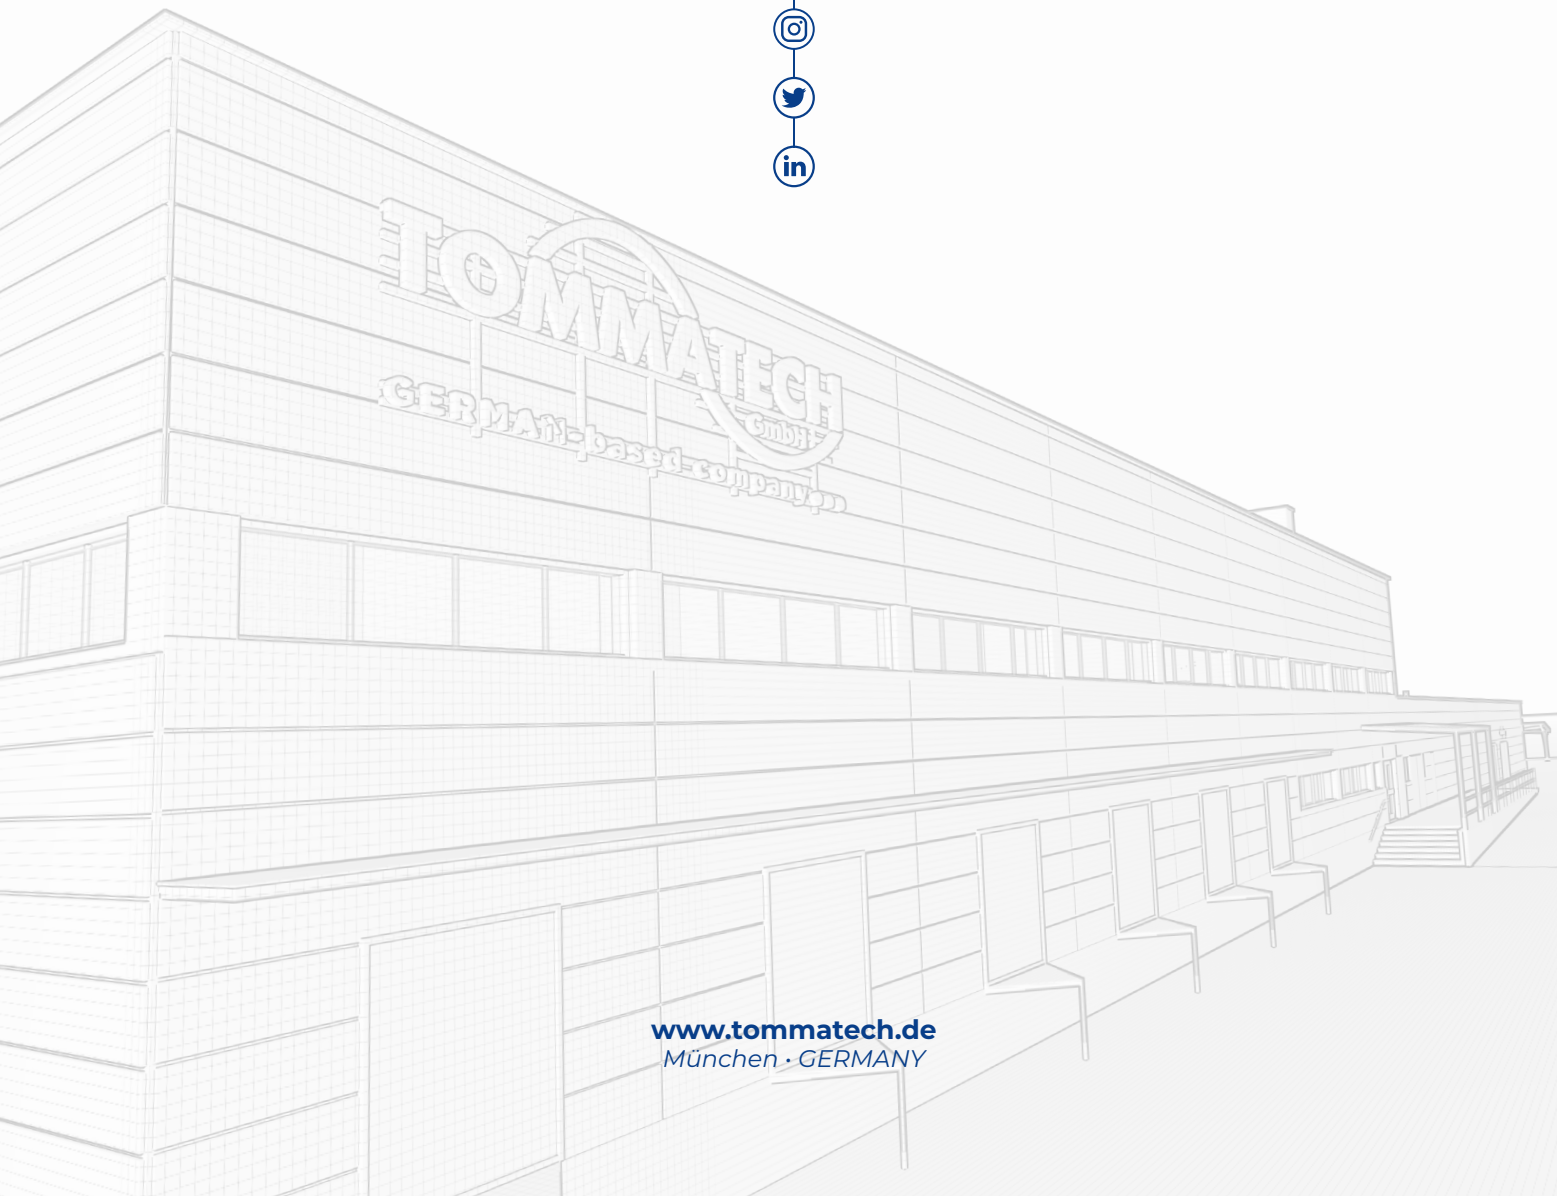 TOMMATECH
GmbH
GERMAN-based company
www.tommatech.de
München • GERMANY